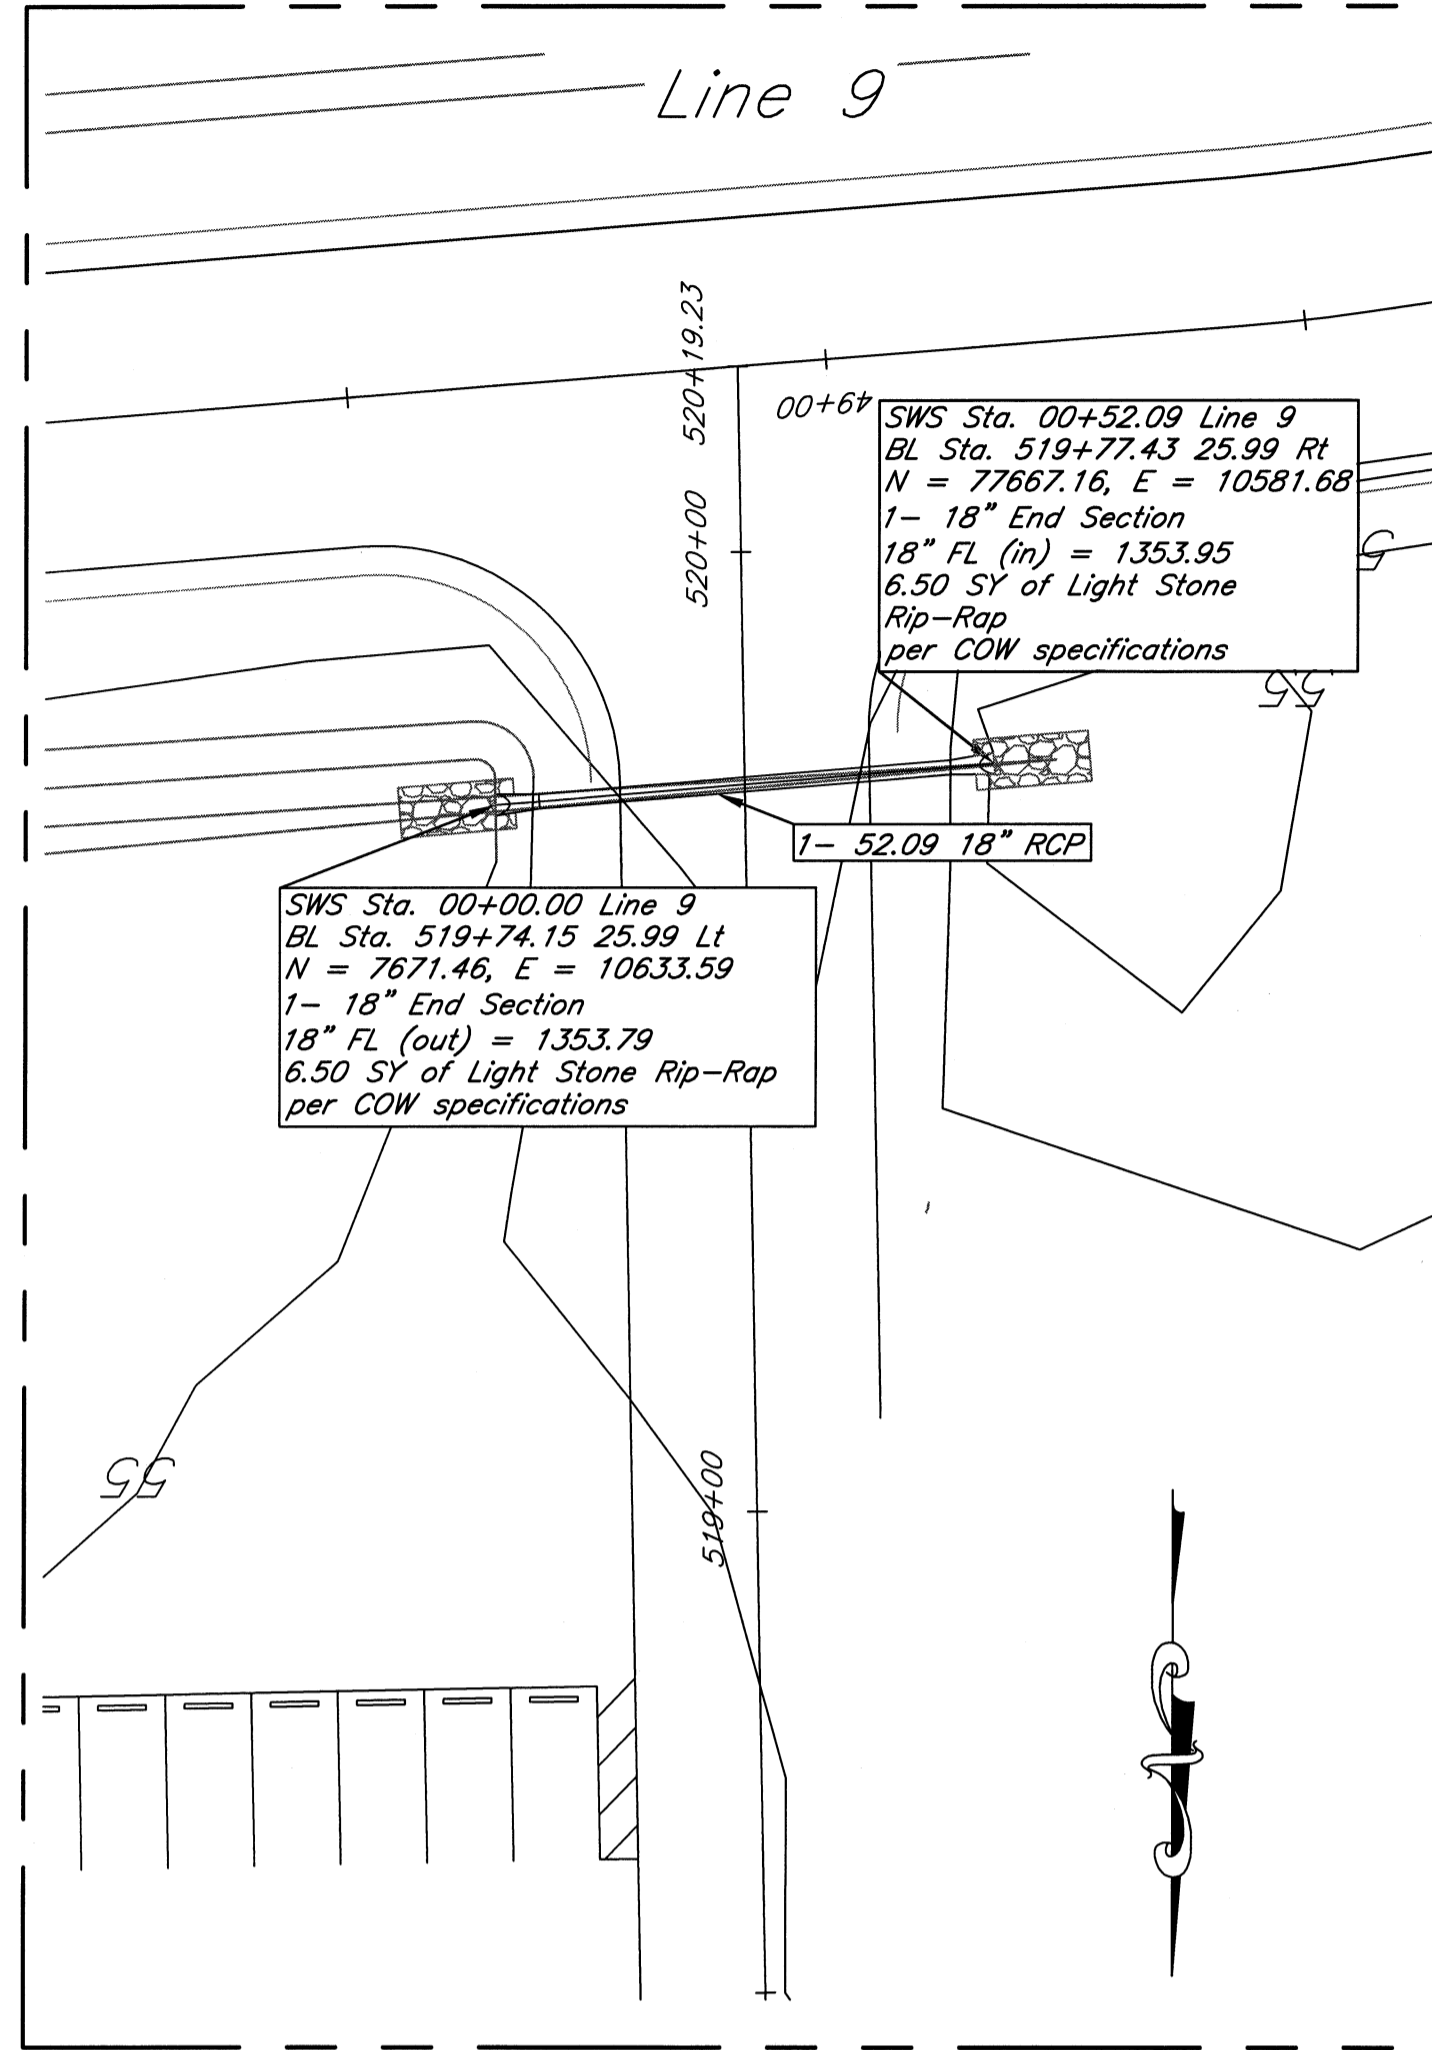 Line 9
520+19.23
49+00
520+00
SWS Sta. 00+52.09 Line 9
BL Sta. 519+77.43 25.99 Rt
N = 77667.16, E = 10581.68
1- 18" End Section
18" FL (in) = 1353.95
6.50 SY of Light Stone
Rip-Rap
per COW specifications
5
55
1- 52.09 18" RCP
SWS Sta. 00+00.00 Line 9
BL Sta. 519+74.15 25.99 Lt
N = 7671.46, E = 10633.59
1- 18" End Section
18" FL (out) = 1353.79
6.50 SY of Light Stone Rip-Rap
per COW specifications
55
519+00